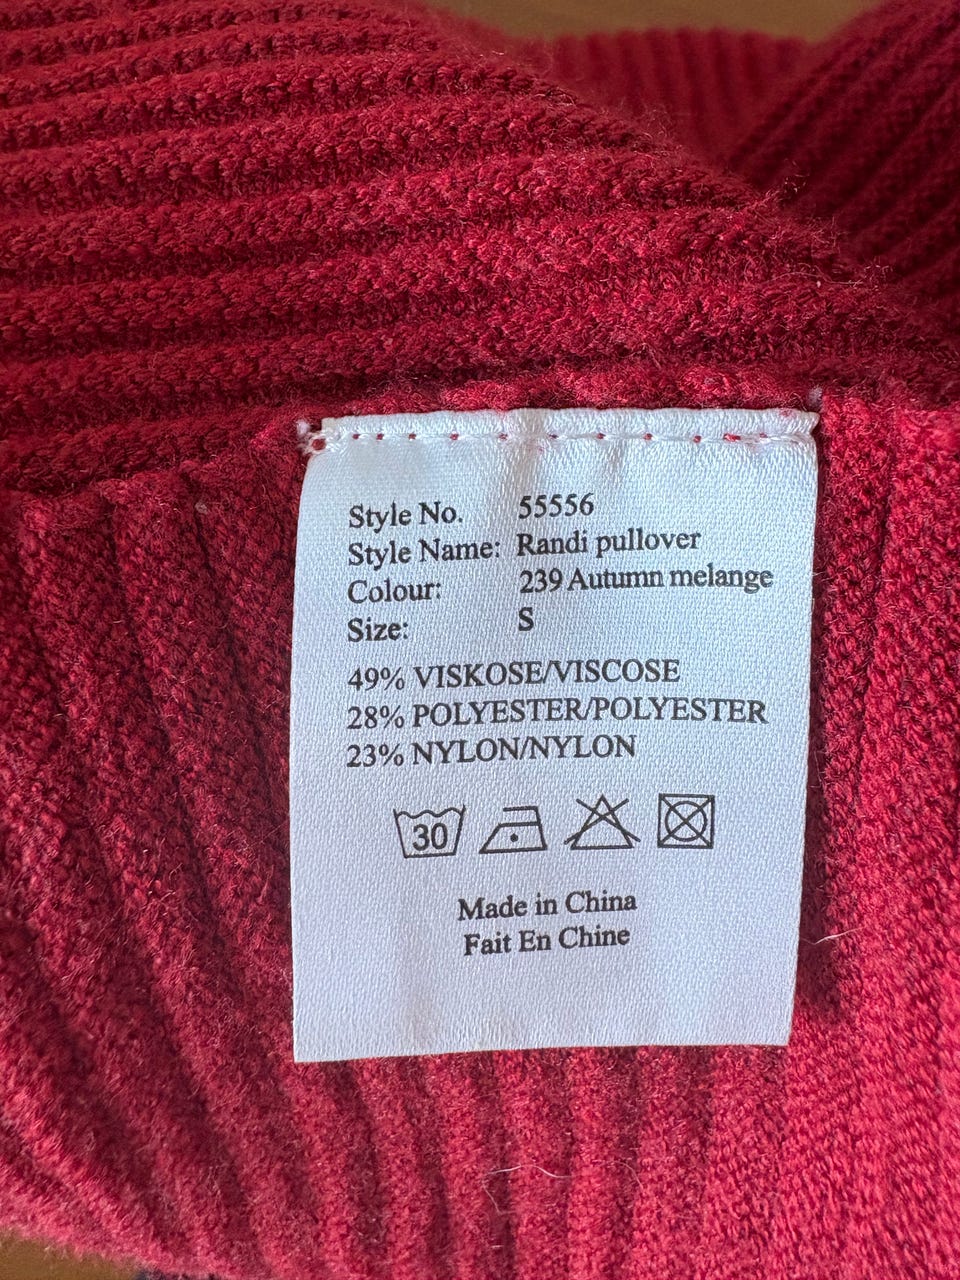 Style No. 55556
Style Name: Randi pullover
Colour: 239 Autumn melange
Size: S
49% VISKOSE/VISCOSE
28% POLYESTER/POLYESTER
23% NYLON/NYLON
30
Made in China
Fait En Chine